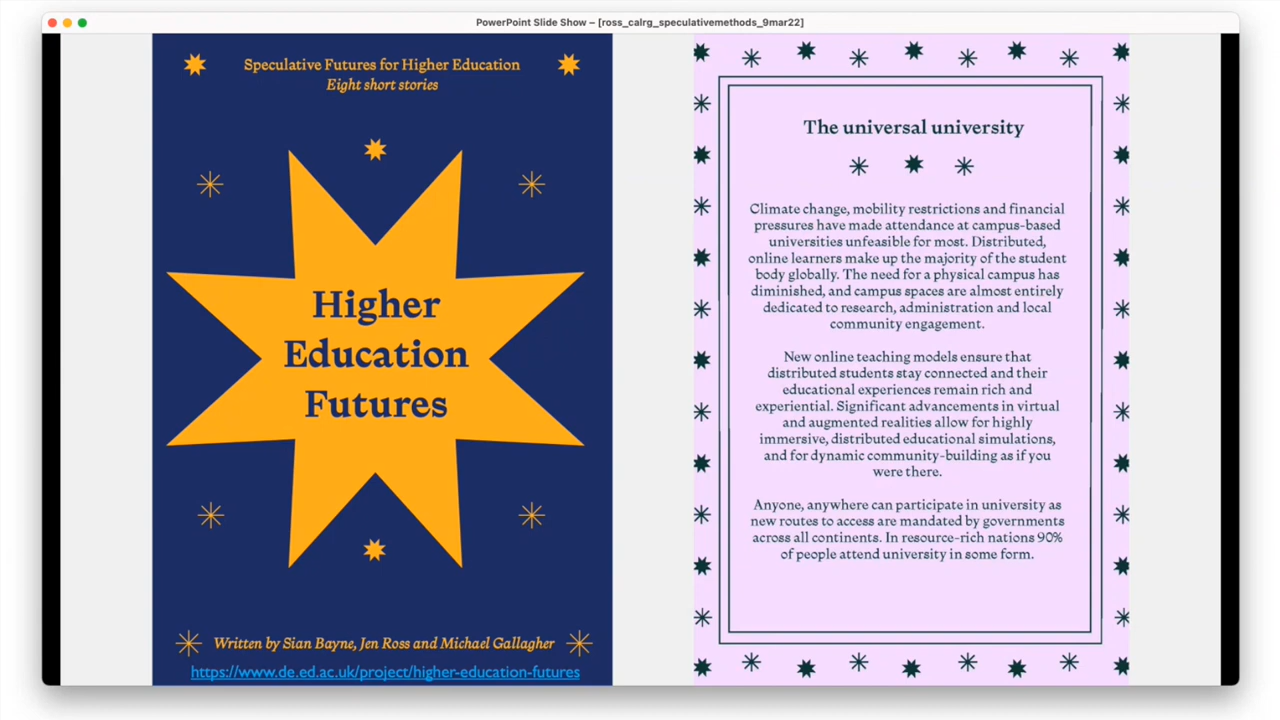 PowerPoint Slide Show – [ross_calrg_speculativemethods_9mar22]
Speculative Futures for Higher Education
Eight short stories
Higher
Education
Futures
Written by Sian Bayne, Jen Ross and Michael Gallagher
https://www.de.ed.ac.uk/project/higher-education-futures
The universal university
Climate change, mobility restrictions and financial
pressures have made attendance at campus-based
universities unfeasible for most. Distributed,
online learners make up the majority of the student
body globally. The need for a physical campus has
diminished, and campus spaces are almost entirely
dedicated to research, administration and local
community engagement.
New online teaching models ensure that
distributed students stay connected and their
educational experiences remain rich and
experiential. Significant advancements in virtual
and augmented realities allow for highly
immersive, distributed educational simulations,
and for dynamic community-building as if you
were there.
Anyone, anywhere can participate in university as
new routes to access are mandated by governments
across all continents. In resource-rich nations 90%
of people attend university in some form.